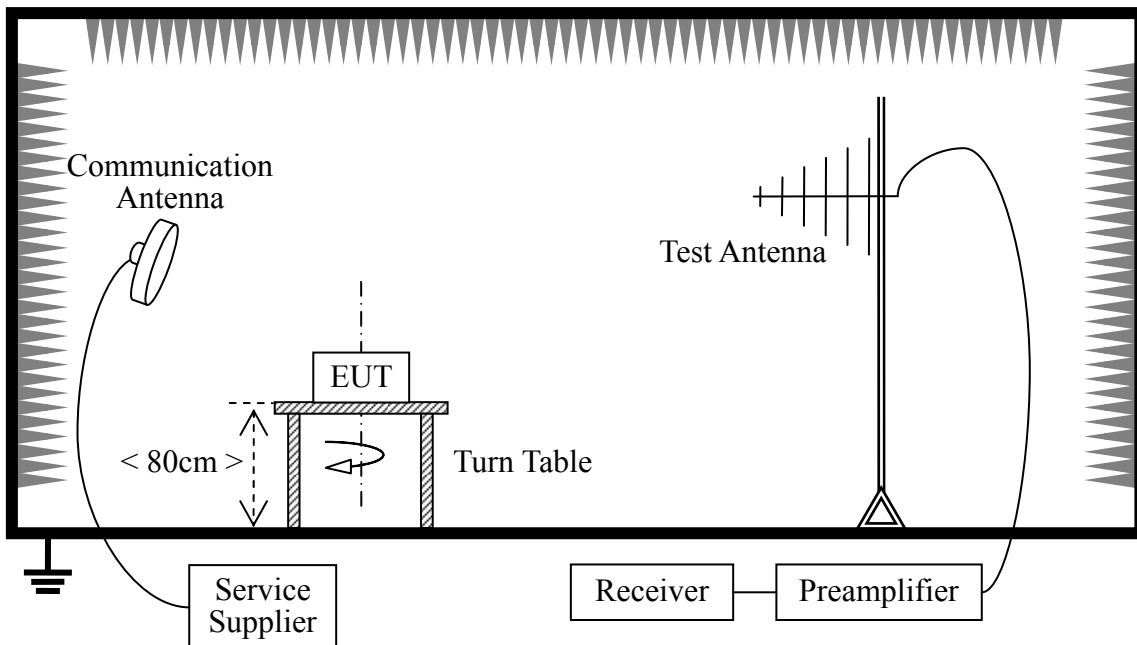 Communication
Antenna
Test Antenna
EUT
< 80cm >
Turn Table
Service
Supplier
Receiver
Preamplifier